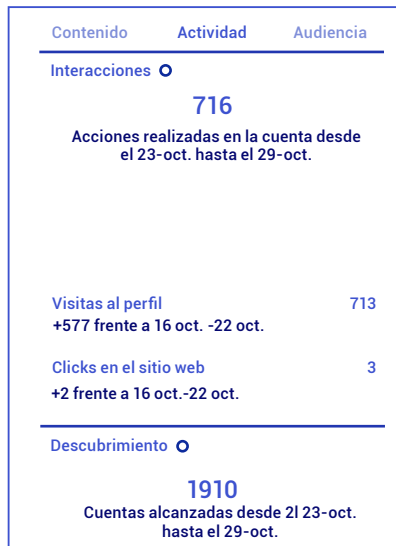 Contenido Actividad Audiencia
Interacciones
716
Acciones realizadas en la cuenta desde
el 23-oct. hasta el 29-oct.
Visitas al perfil 713
+577 frente a 16 oct. -22 oct.
Clicks en el sitio web 3
+2 frente a 16 oct.-22 oct.
Descubrimiento
1910
Cuentas alcanzadas desde 2l 23-oct.
hasta el 29-oct.